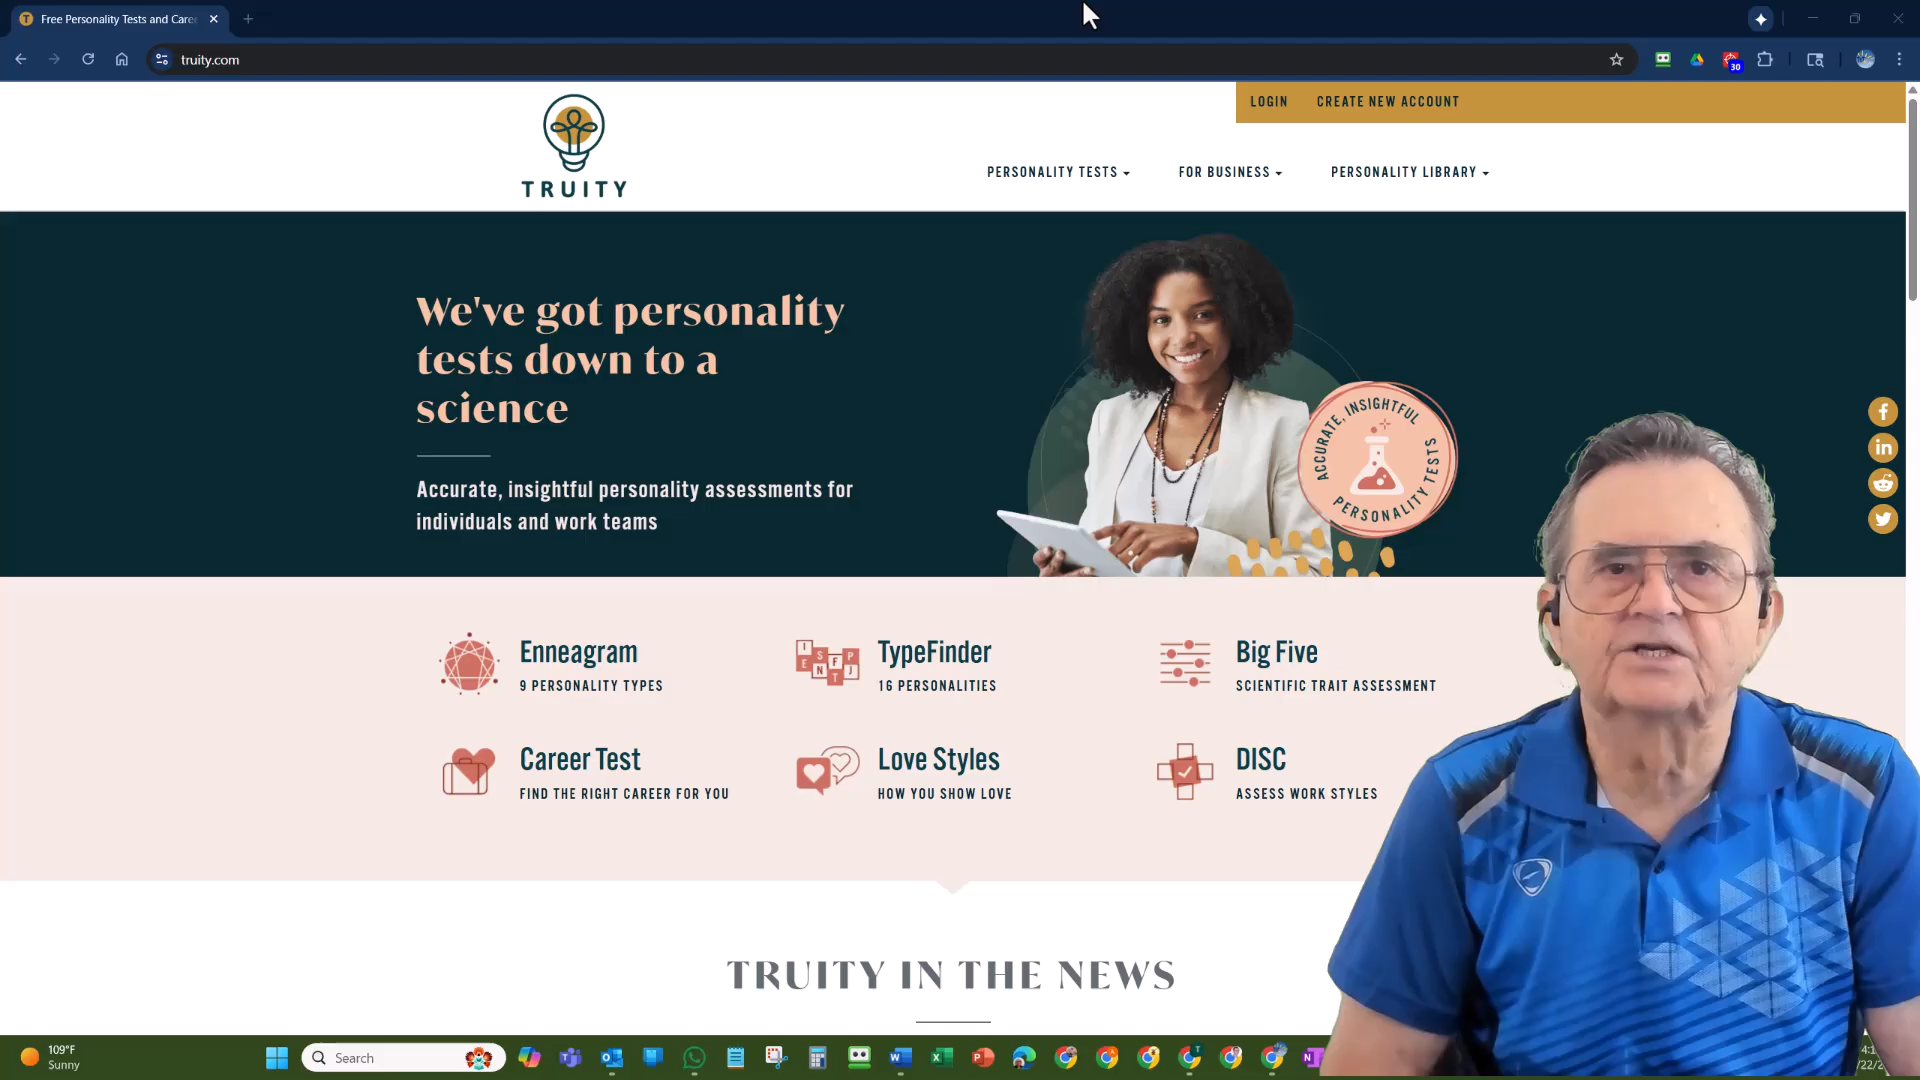 Free Personality Tests and Caree
truity.com
30
LOGIN CREATE NEW ACCOUNT
TRUITY
PERSONALITY TESTS FOR BUSINESS PERSONALITY LIBRARY
We've got personality
tests down to a
science
Accurate, insightful personality assessments for
individuals and work teams
ACCURATE, INSIGHTFUL
PERSONALITY TESTS
Enneagram
9 PERSONALITY TYPES
TypeFinder
16 PERSONALITIES
Big Five
SCIENTIFIC TRAIT ASSESSMENT
Career Test
FIND THE RIGHT CAREER FOR YOU
Love Styles
HOW YOU SHOW LOVE
DISC
ASSESS WORK STYLES
TRUITY IN THE NEWS
109°F
Sunny
Search